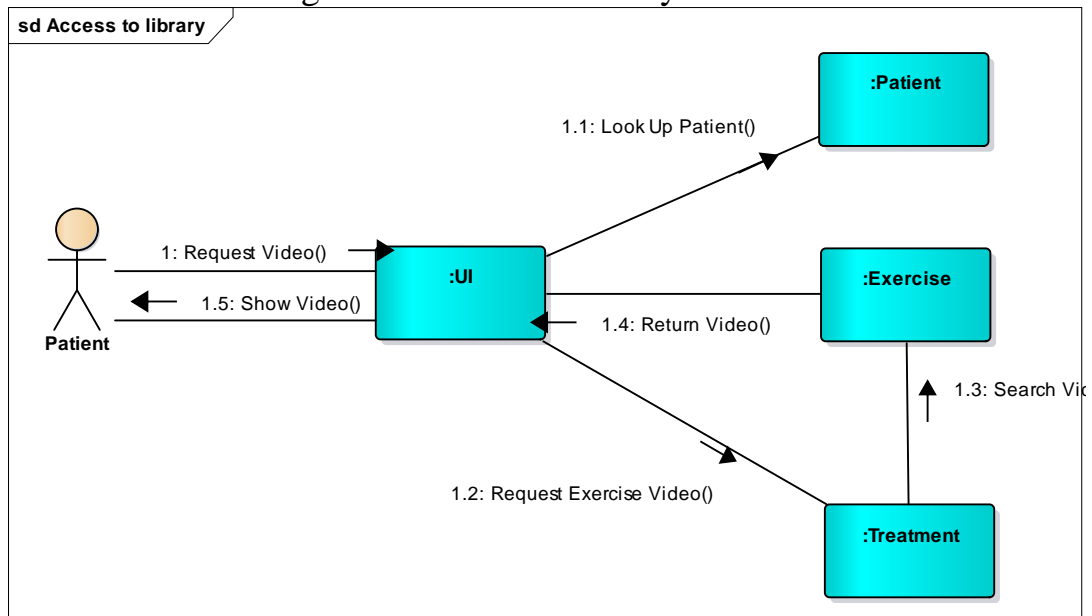 sd Access to library
:Patient
1.1: Look Up Patient()
1: Request Video()
:UI
:Exercise
1.5: Show Video()
1.4: Return Video()
Patient
1.3: Search
1.2: Request Exercise Video()
:Treatment